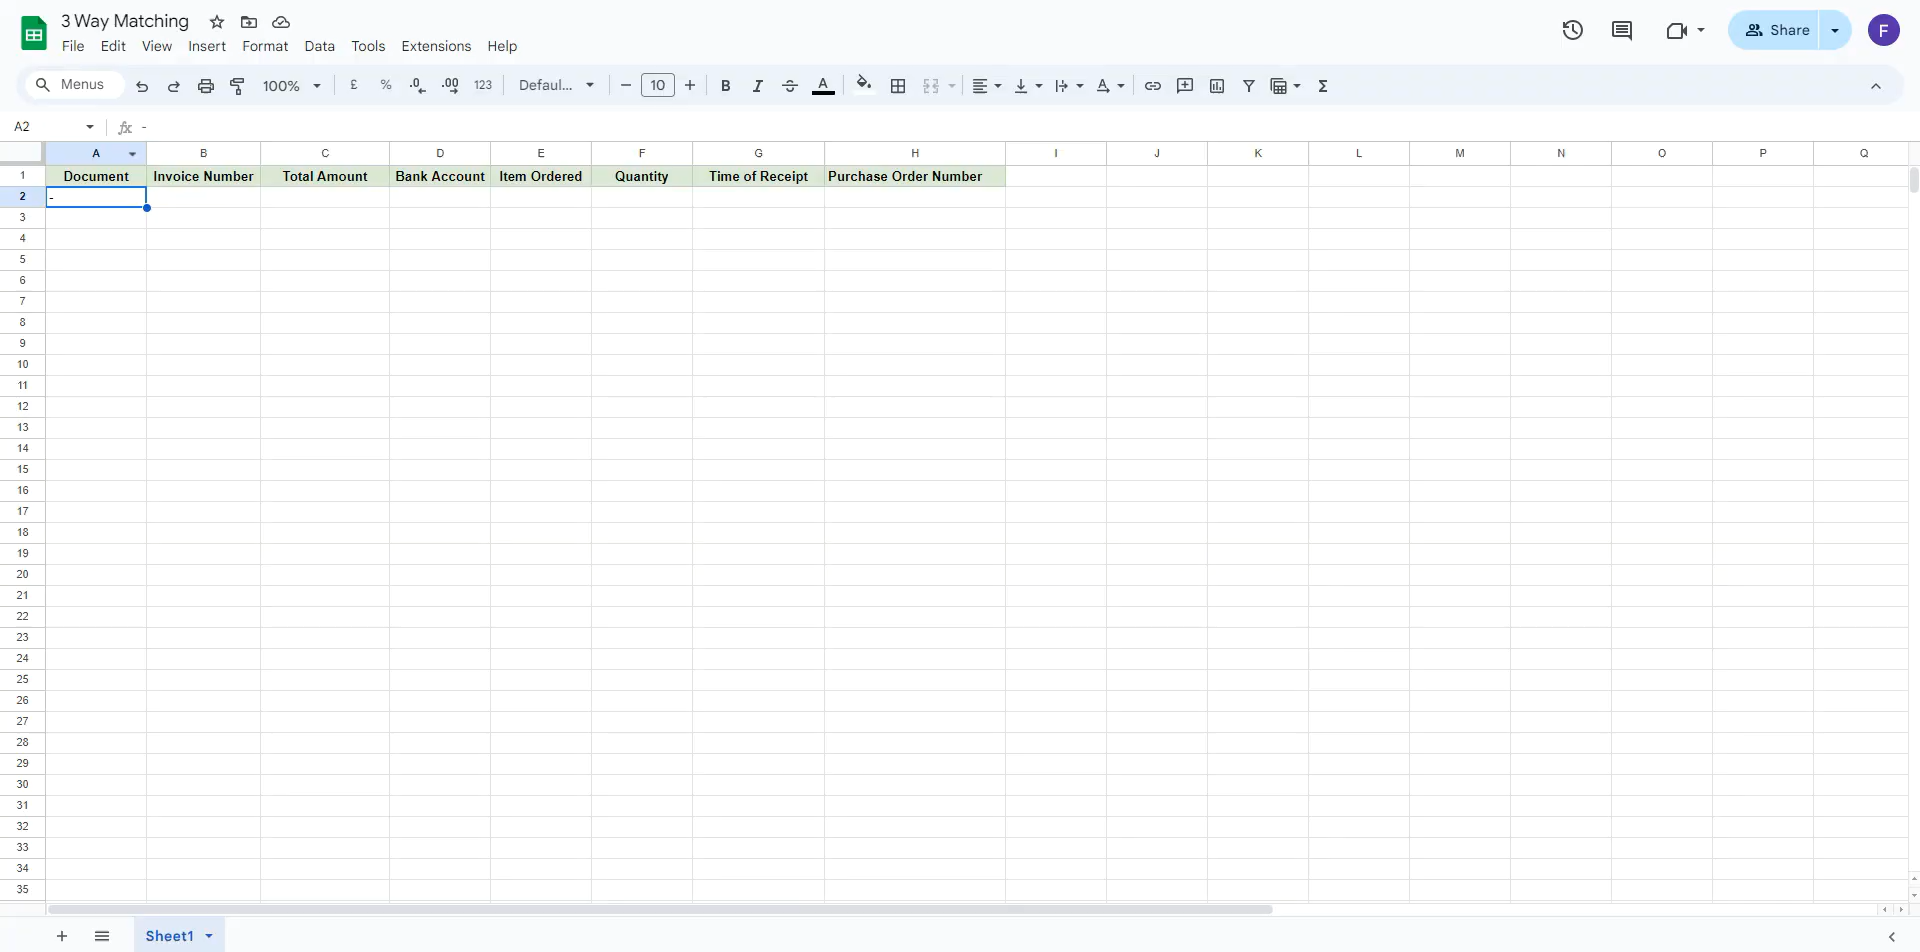 3 Way Matching
File Edit View Insert Format Data Tools Extensions Help
Share
F
Menus
100%
£ % .0 .00 123
Defaul...
10
B I A
Σ
A2
fx -
A B C D E F G H I J K L M N O P Q
1 Document Invoice Number Total Amount Bank Account Item Ordered Quantity Time of Receipt Purchase Order Number
2 -
3
4
5
6
7
8
9
10
11
12
13
14
15
16
17
18
19
20
21
22
23
24
25
26
27
28
29
30
31
32
33
34
35
Sheet1